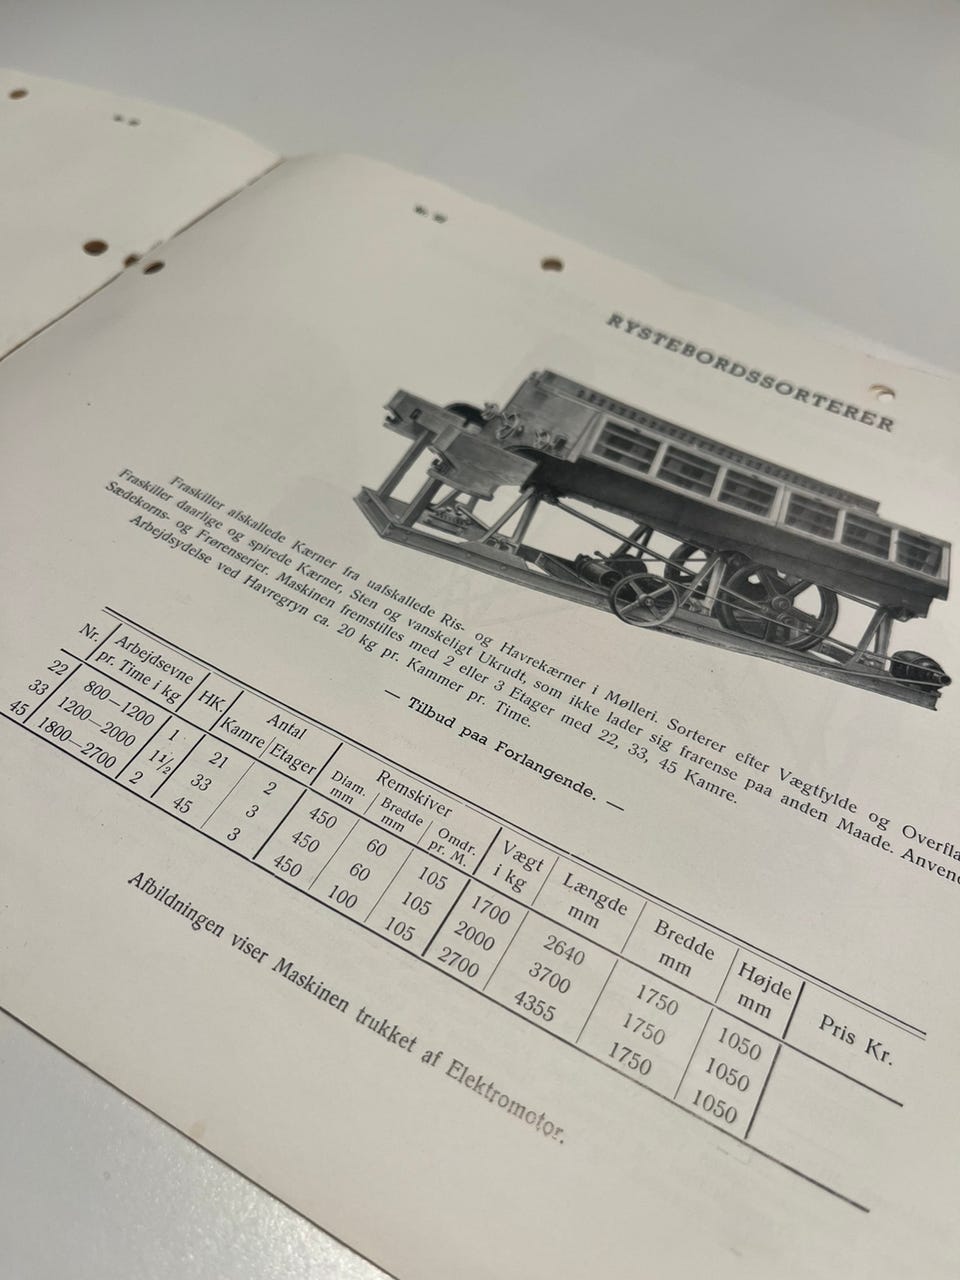 RYSTEBORDSSORTERER
Fraskiller afskallede Kærner fra uafskallede Ris- og Havrekærner i Mølleri. Sorterer efter Vægtfylde og
Fraskiller daarlige og spirede Kærner, Sten og vanskeligt Ukrudt, som ikke lader sig frarense paa anden Maade.
Sædekorns- og Frørenserier. Maskinen fremstilles med 2 eller 3 Etager med 22, 33, 45 Kamre.
Arbejdsydelse ved Havregryn ca. 20 kg pr. Kammer pr. Time.
— Tilbud paa Forlangende. —
Nr. Arbejdsevne pr. Time i kg HK. Antal Kamre Etager Remskiver Diam. mm Bredde mm Omdr. pr. M. Vægt i kg Længde mm Bredde mm Højde mm Pris Kr.
22 800—1200 1 21 2 450 60 105 1700 2640 1750 1050
33 1200—2000 1½ 33 3 450 60 105 2000 3700 1750 1050
45 1800—2700 2 45 3 450 100 105 2700 4355 1750 1050
Afbildningen viser Maskinen trukket af Elektromotor.